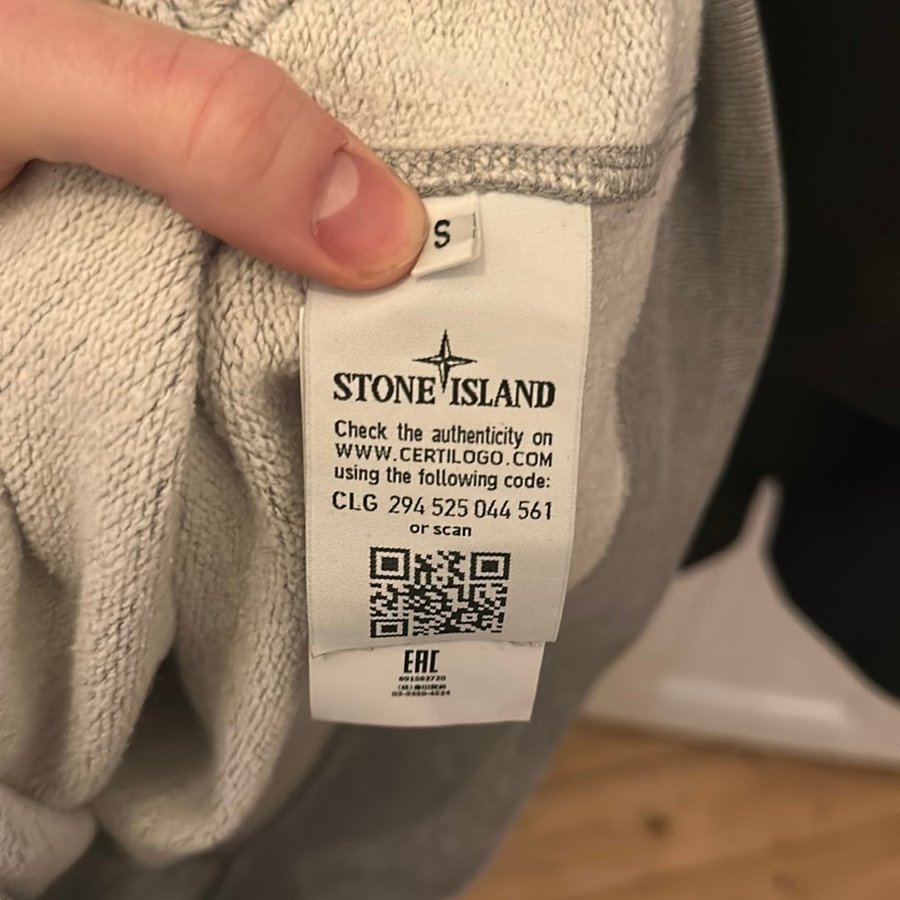 S
STONE ISLAND
Check the authenticity on
WWW.CERTILOGO.COM
using the following code:
CLG 294 525 044 561
or scan
EAC